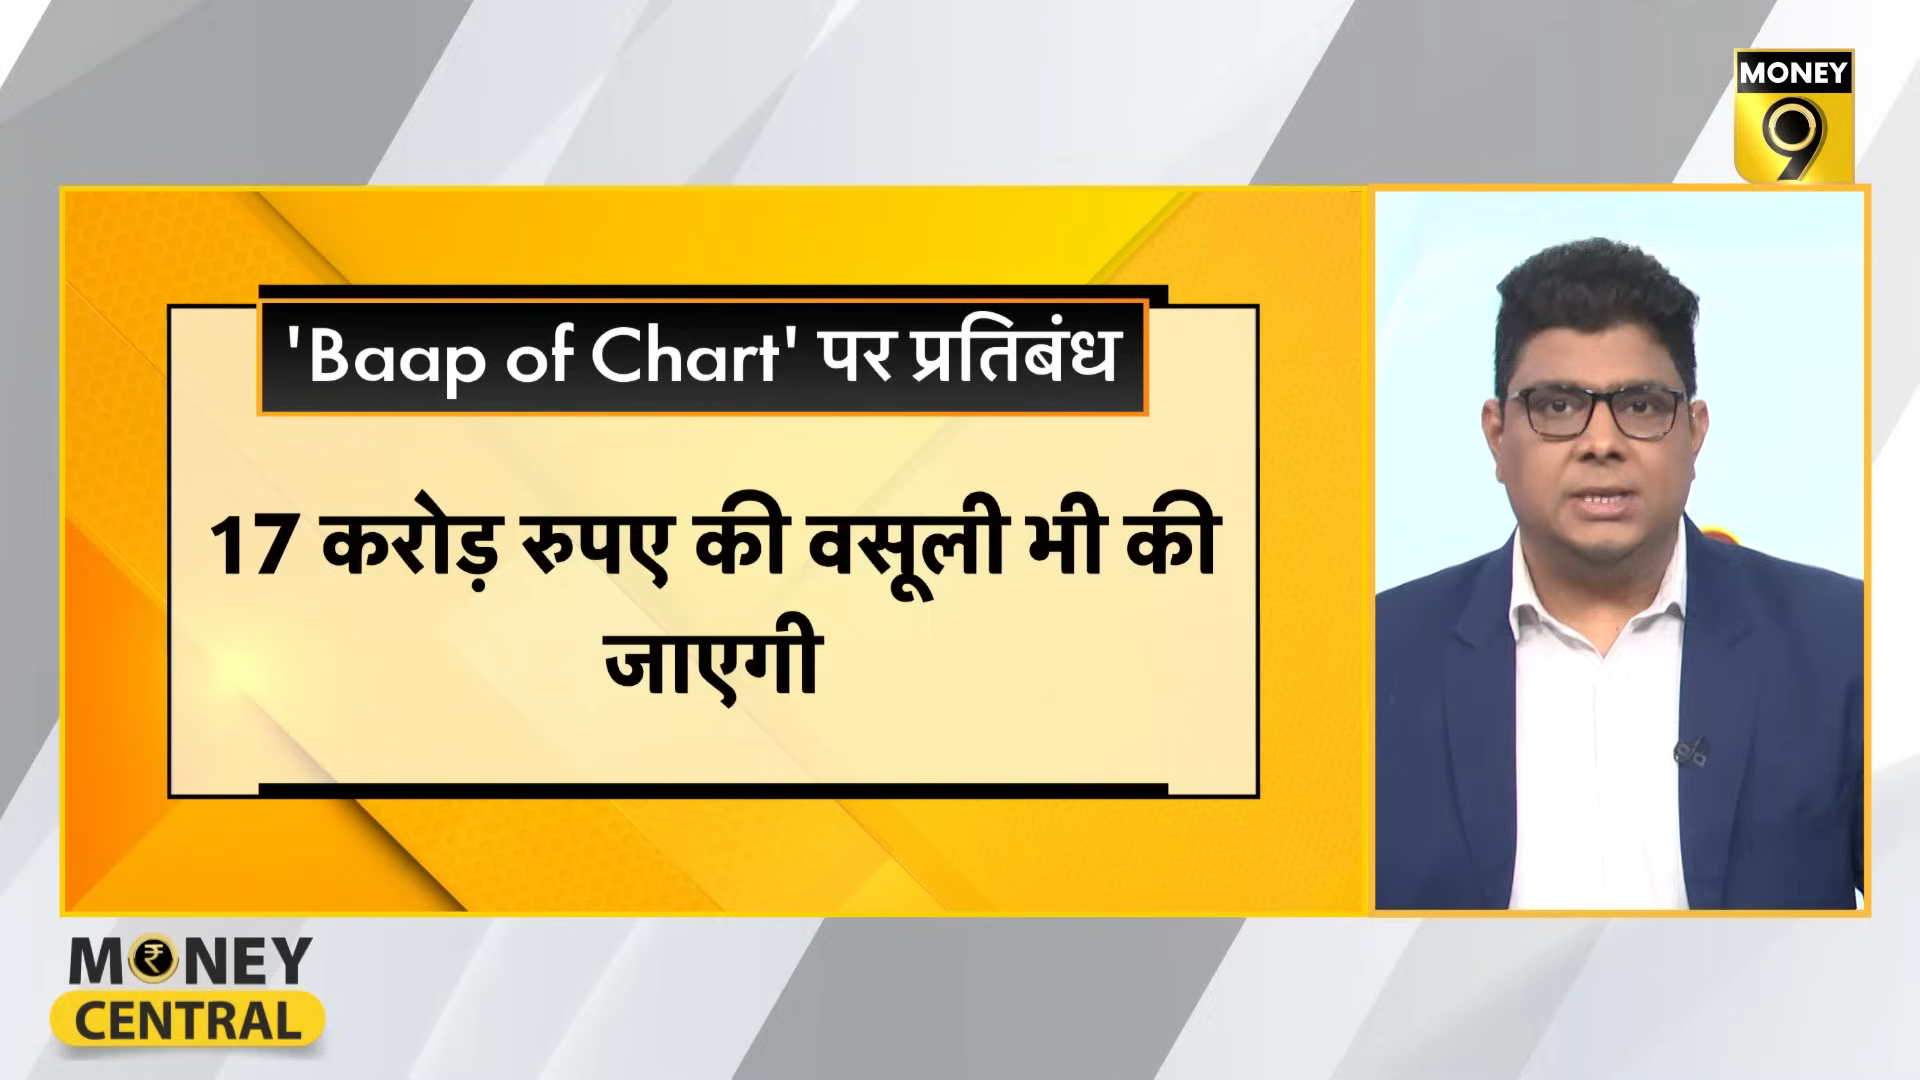 MONEY
9
'Baap of Chart' पर प्रतिबंध
17 करोड़ रुपए की वसूली भी की
जाएगी
MONEY
CENTRAL